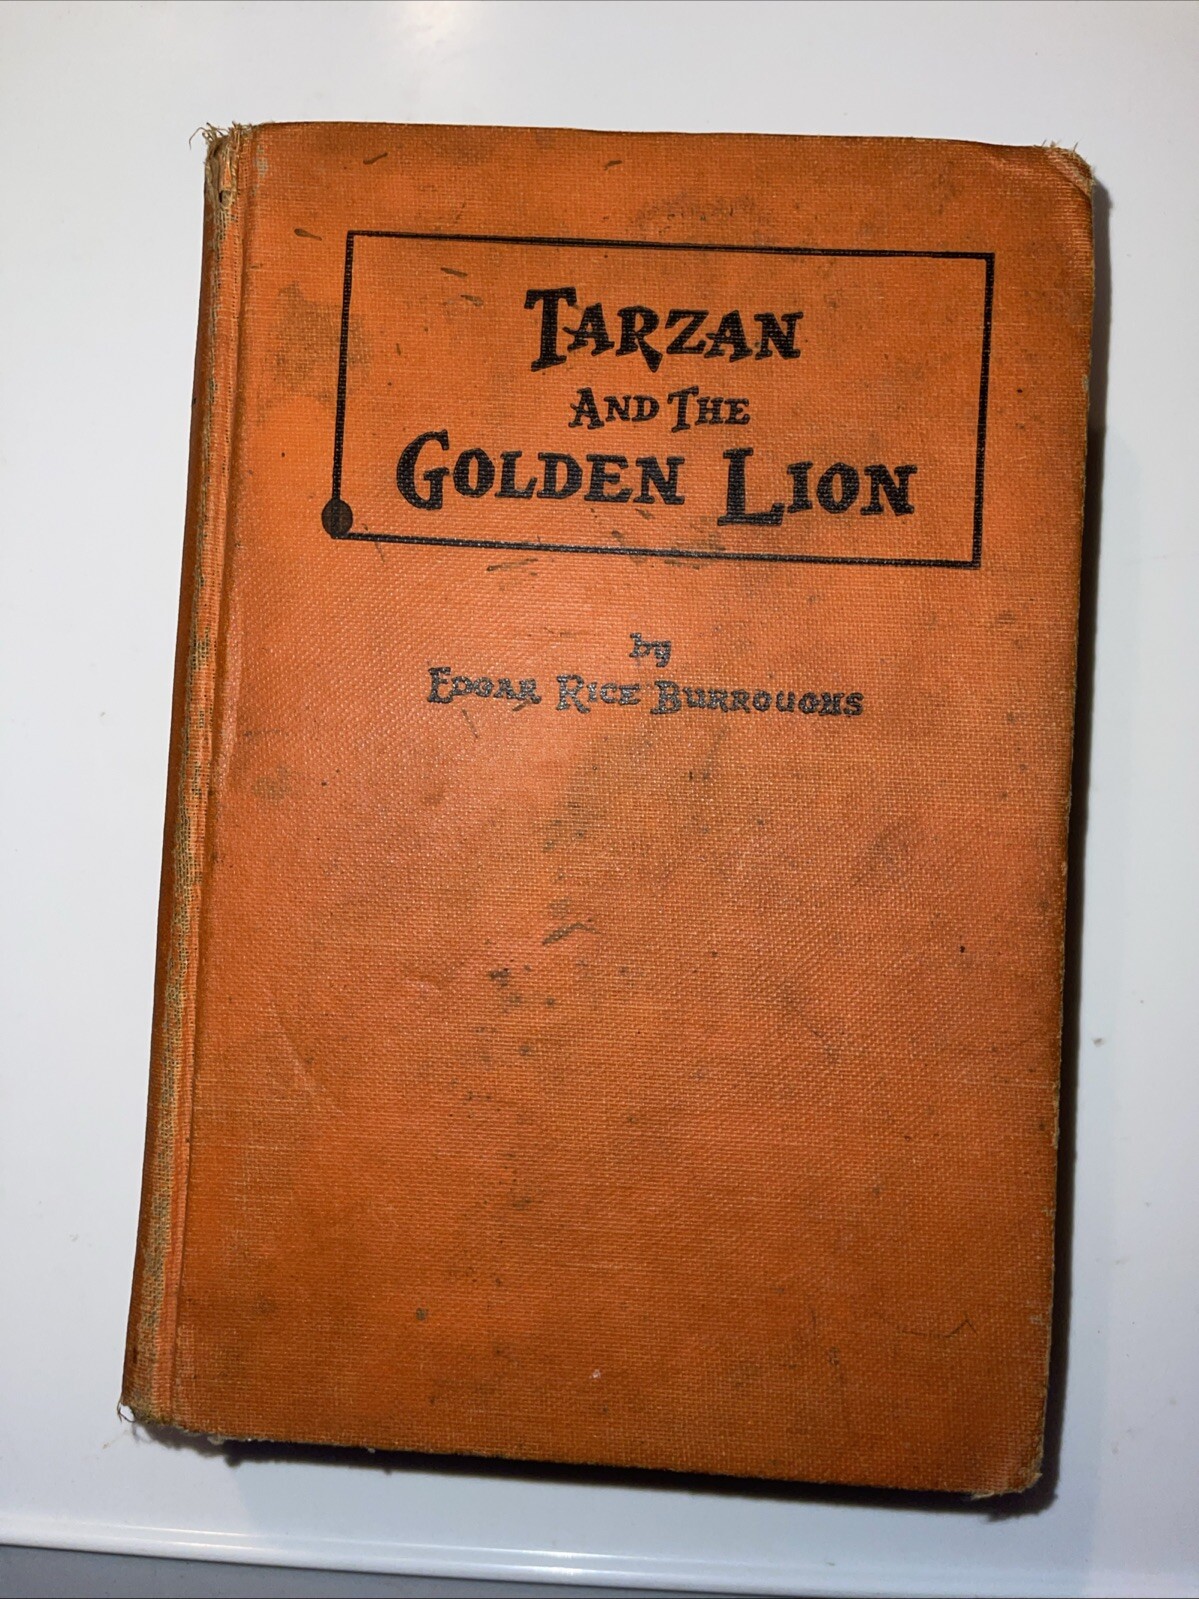 TARZAN
AND THE
GOLDEN LION
by
EDGAR RICE BURROUGHS